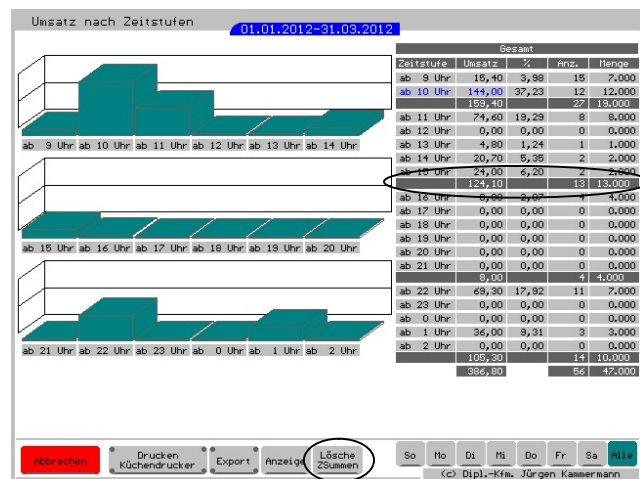 Umsatz nach Zeitstufen
01.01.2012-31.03.2012
Gesamt
Zeitstufe Umsatz % Anz. Menge
ab 9 Uhr 15,40 3,98 15 7.000
ab 10 Uhr 144,00 37,23 12 12.000
159,40 27 19.000
ab 11 Uhr 74,60 19,29 8 8.000
ab 12 Uhr 0,00 0,00 0 0.000
ab 13 Uhr 4,80 1,24 1 1.000
ab 14 Uhr 20,70 5,35 2 2.000
ab 15 Uhr 24,00 6,20 2 2.000
124,10 13 13.000
ab 16 Uhr 8,00 2,07 4 4.000
ab 17 Uhr 0,00 0,00 0 0.000
ab 18 Uhr 0,00 0,00 0 0.000
ab 19 Uhr 0,00 0,00 0 0.000
ab 20 Uhr 0,00 0,00 0 0.000
ab 21 Uhr 0,00 0,00 0 0.000
8,00 4 4.000
ab 22 Uhr 69,30 17,92 11 7.000
ab 23 Uhr 0,00 0,00 0 0.000
ab 0 Uhr 0,00 0,00 0 0.000
ab 1 Uhr 36,00 9,31 3 3.000
ab 2 Uhr 0,00 0,00 0 0.000
105,30 14 10.000
386,80 56 47.000
ab 9 Uhr ab 10 Uhr ab 11 Uhr ab 12 Uhr ab 13 Uhr ab 14 Uhr
ab 15 Uhr ab 16 Uhr ab 17 Uhr ab 18 Uhr ab 19 Uhr ab 20 Uhr
ab 21 Uhr ab 22 Uhr ab 23 Uhr ab 0 Uhr ab 1 Uhr ab 2 Uhr
Abbrechen
Drucken
Küchendrucker
Export
Anzeige
Lösche
ZSummen
So Mo Di Mi Do Fr Sa Alle
(c) Dipl.-Kfm. Jürgen Kammermann